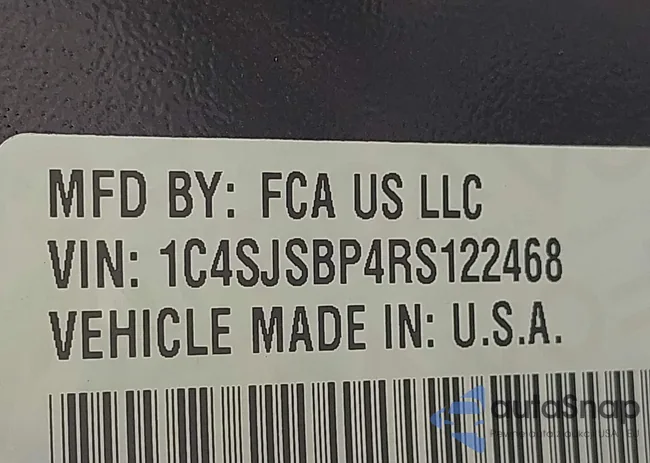 MFD BY: FCA US LLC
VIN: 1C4SJSBP4RS122468
VEHICLE MADE IN: U.S.A.
autoSnap